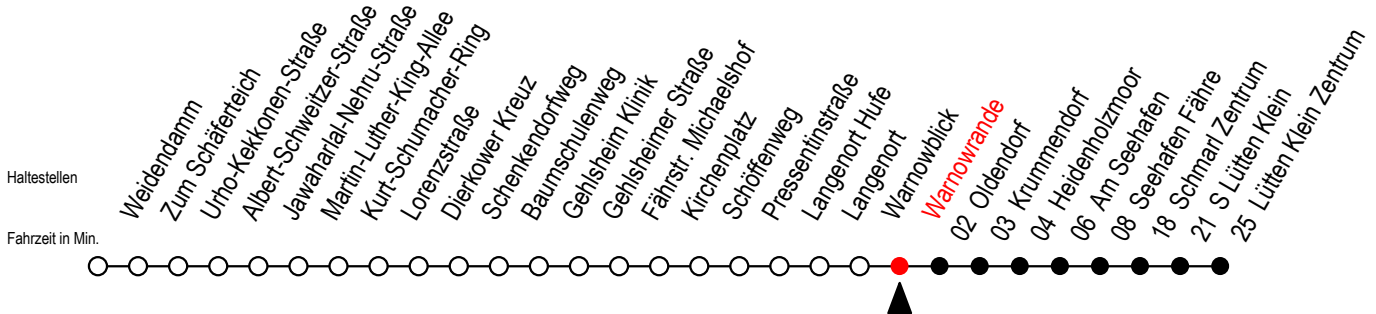 Haltestellen
Fahrzeit in Min.
Weidendamm
Zum Schäferteich
Urho-Kekkonen-Straße
Albert-Schweitzer-Straße
Jawaharlal-Nehru-Straße
Martin-Luther-King-Allee
Kurt-Schumacher-Ring
Lorenzstraße
Dierkower Kreuz
Schenkendorfweg
Baumschulenweg
Gehlsheim Klinik
Gehlsheimer Straße
Fährstr. Michaelshof
Kirchenplatz
Schöffenweg
Pressentinstraße
Langenort Hufe
Langenort
Warnowblick
Warnowrande
02 Oldendorf
03 Krummendorf
04 Heidenholzmoor
06 Am Seehafen
08 Seehafen Fähre
18 Schmarl Zentrum
21 S Lütten Klein
25 Lütten Klein Zentrum